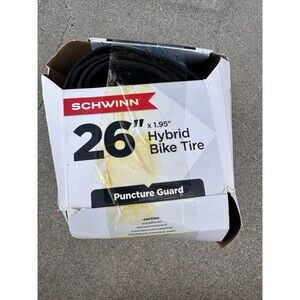 SCHWINN
26" x 1.95"
Hybrid
Bike Tire
Puncture Guard
CAUTION